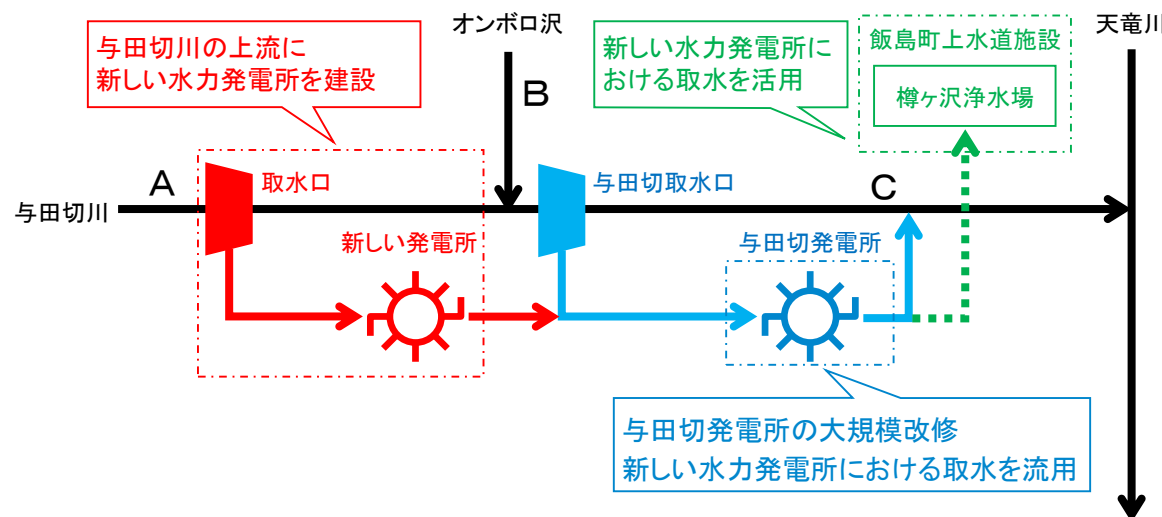 オンボロ沢
天竜川
与田切川の上流に
新しい水力発電所を建設
新しい水力発電所に
おける取水を活用
飯島町上水道施設
樽ヶ沢浄水場
B
A
取水口
与田切取水口
C
与田切川
新しい発電所
与田切発電所
与田切発電所の大規模改修
新しい水力発電所における取水を流用